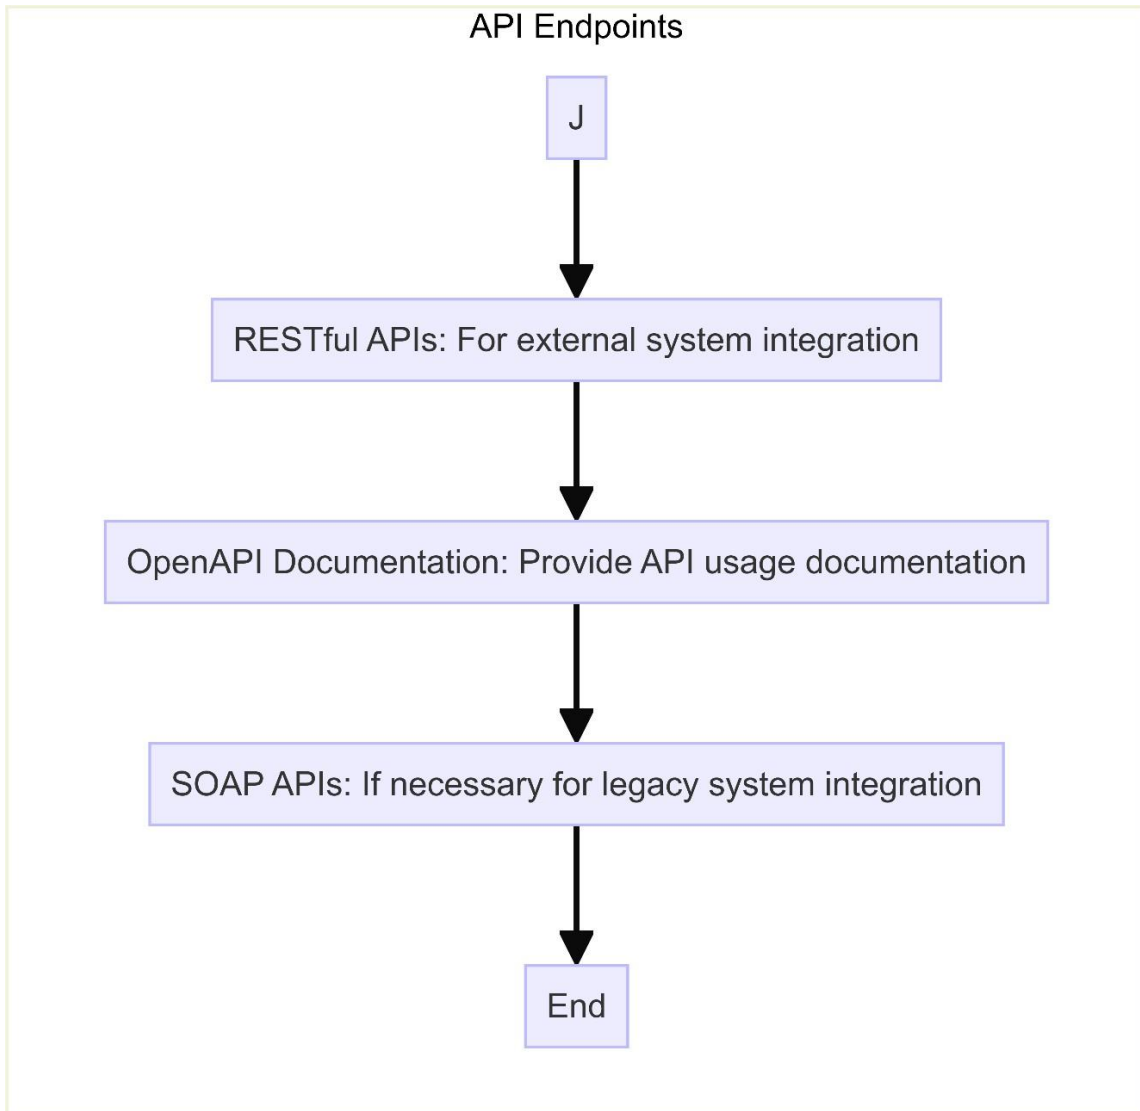 API Endpoints
J
RESTful APIs: For external system integration
OpenAPI Documentation: Provide API usage documentation
SOAP APIs: If necessary for legacy system integration
End